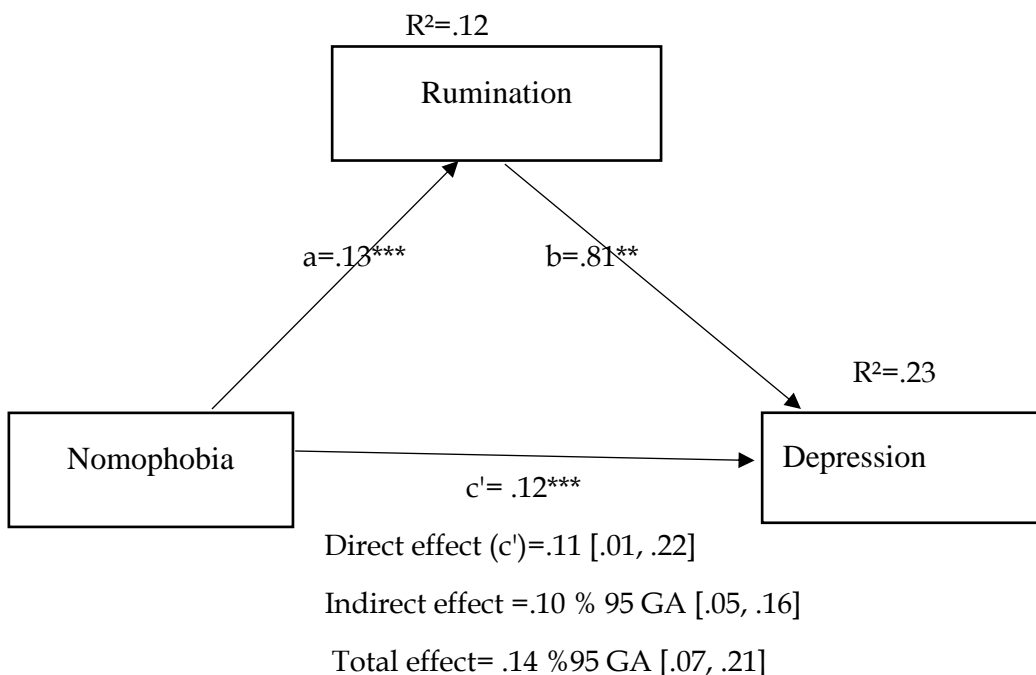 R²=.12
Rumination
a=.13***
b=.81**
R²=.23
Nomophobia
Depression
c'= .12***
Direct effect (c')=.11 [.01, .22]
Indirect effect =.10 % 95 GA [.05, .16]
Total effect= .14 %95 GA [.07, .21]